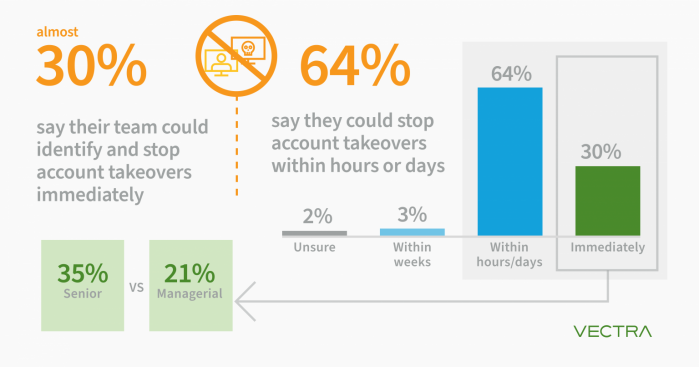 almost
30%
say their team could
identify and stop
account takeovers
immediately
64%
say they could stop
account takeovers
within hours or days
2%
Unsure
3%
Within
weeks
64%
Within
hours/days
30%
Immediately
35%
Senior
vs
21%
Managerial
VECTRA